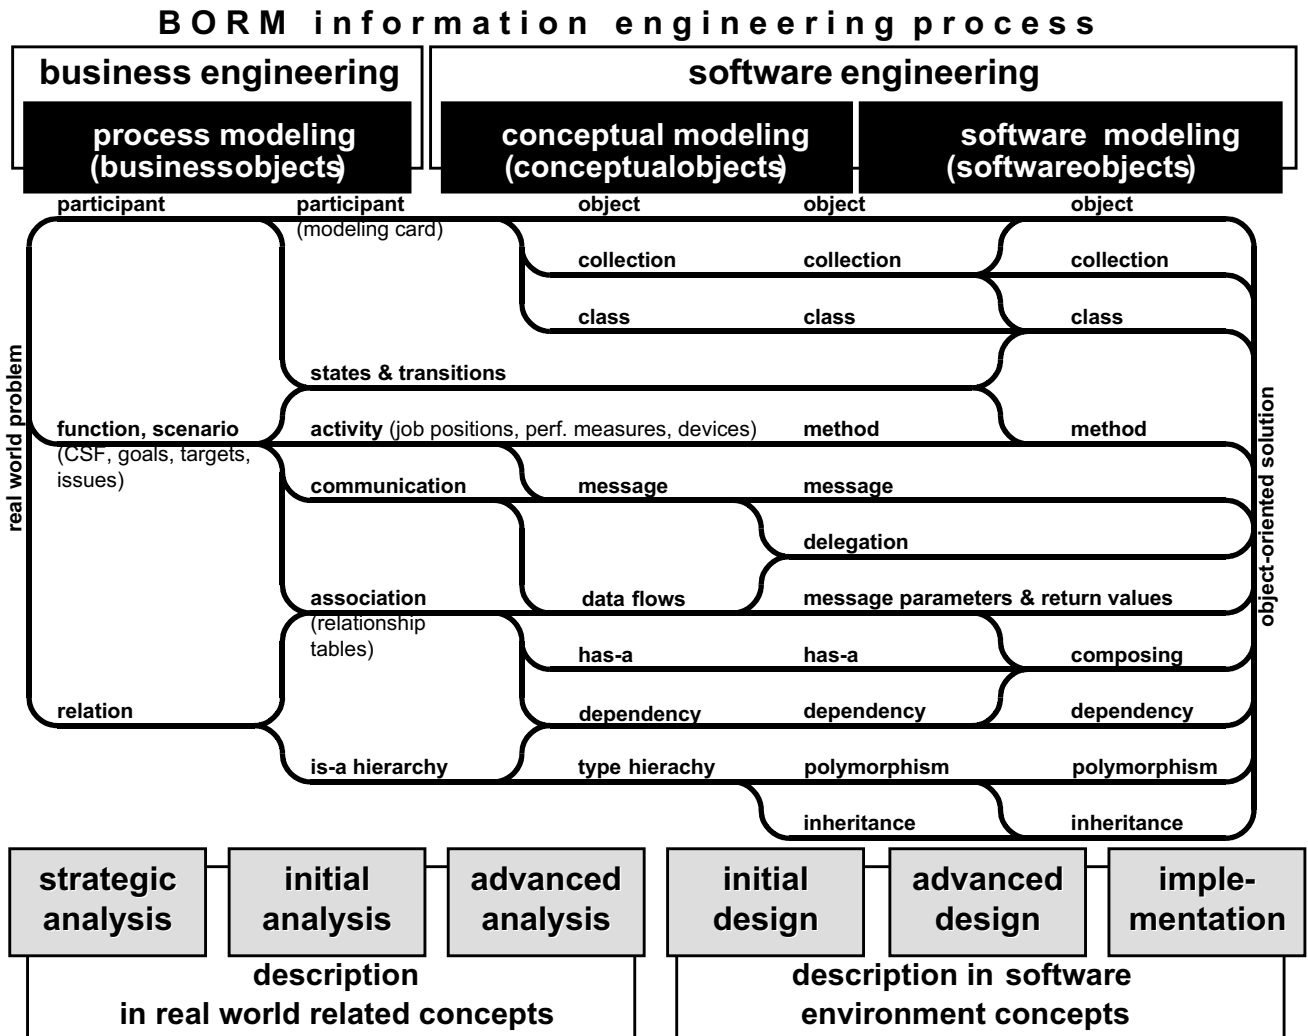 BORM information engineering process
business engineering
software engineering
process modeling
(businessobjects)
conceptual modeling
(conceptualobjects)
software modeling
(softwareobjects)
participant
participant
object
object
object
(modeling card)
collection
collection
collection
class
class
class
states & transitions
real world problem
function, scenario
activity (job positions, perf. measures, devices)
method
method
(CSF, goals, targets,
issues)
communication
message
message
object-oriented solution
delegation
association
data flows
message parameters & return values
(relationship
tables)
has-a
has-a
composing
relation
dependency
dependency
dependency
is-a hierarchy
type hierachy
polymorphism
polymorphism
inheritance
inheritance
strategic
analysis
initial
analysis
advanced
analysis
initial
design
advanced
design
imple-
mentation
description
in real world related concepts
description in software
environment concepts